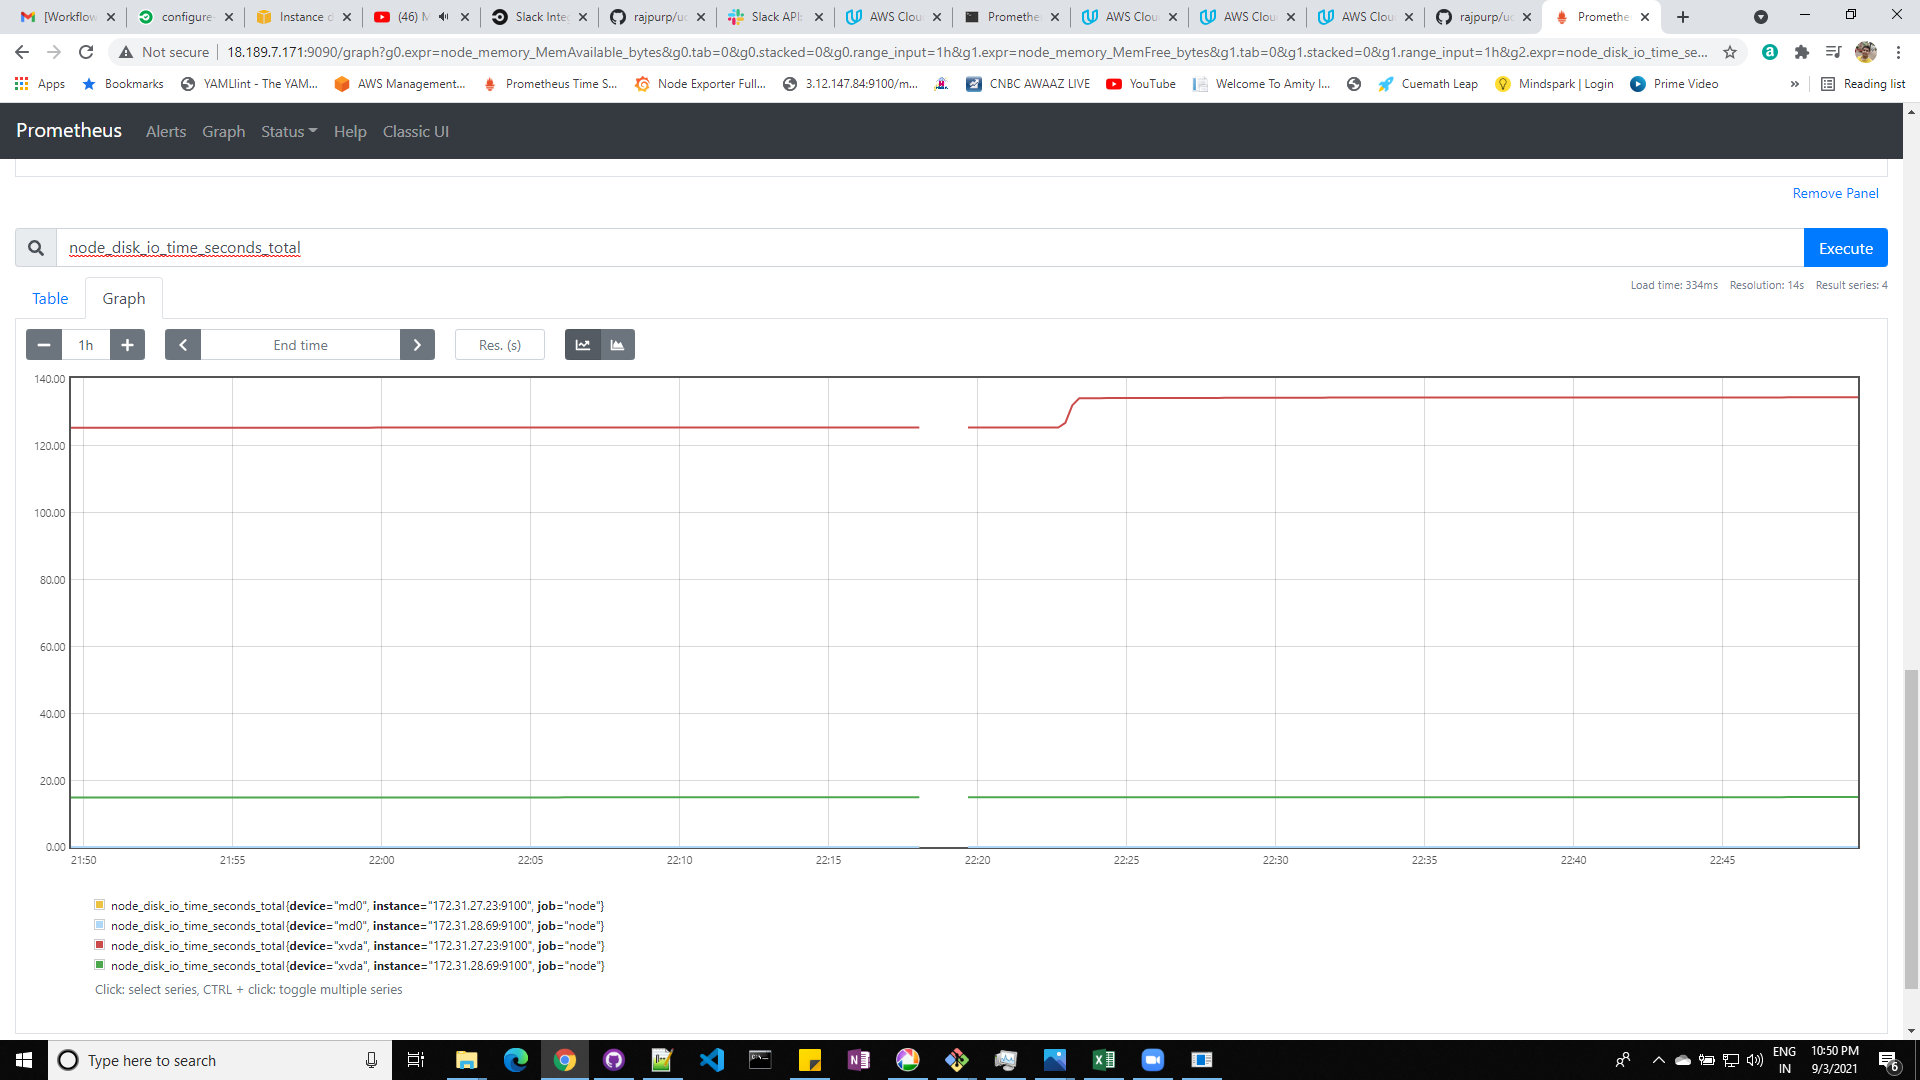 [Workflow
configure
Instance d
(46) M
Slack Inte
rajpurp/uc
Slack API:
AWS Clou
Promethe
AWS Clou
AWS Clou
AWS Clou
rajpurp/uc
Promethe
Not secure
18.189.7.171:9090/graph?g0.expr=node_memory_MemAvailable_bytes&g0.tab=0&g0.stacked=0&g0.range_input=1h&g1.expr=node_memory_MemFree_bytes&g1.tab=0&g1.stacked=0&g1.range_input=1h&g2.expr=node_disk_io_time_se...
Apps
Bookmarks
YAMLlint - The YAM...
AWS Management...
Prometheus Time S...
Node Exporter Full...
3.12.147.84:9100/m...
CNBC AWAAZ LIVE
YouTube
Welcome To Amity I...
Cuemath Leap
Mindspark | Login
Prime Video
»
Reading list
Prometheus
Alerts
Graph
Status
Help
Classic UI
Remove Panel
node_disk_io_time_seconds_total
Execute
Table
Graph
Load time: 334ms
Resolution: 14s
Result series: 4
1h
End time
Res. (s)
140.00
120.00
100.00
80.00
60.00
40.00
20.00
0.00
21:50
21:55
22:00
22:05
22:10
22:15
22:20
22:25
22:30
22:35
22:40
22:45
node_disk_io_time_seconds_total{device="md0", instance="172.31.27.23:9100", job="node"}
node_disk_io_time_seconds_total{device="md0", instance="172.31.28.69:9100", job="node"}
node_disk_io_time_seconds_total{device="xvda", instance="172.31.27.23:9100", job="node"}
node_disk_io_time_seconds_total{device="xvda", instance="172.31.28.69:9100", job="node"}
Click: select series, CTRL + click: toggle multiple series
Type here to search
ENG
IN
10:50 PM
9/3/2021
6